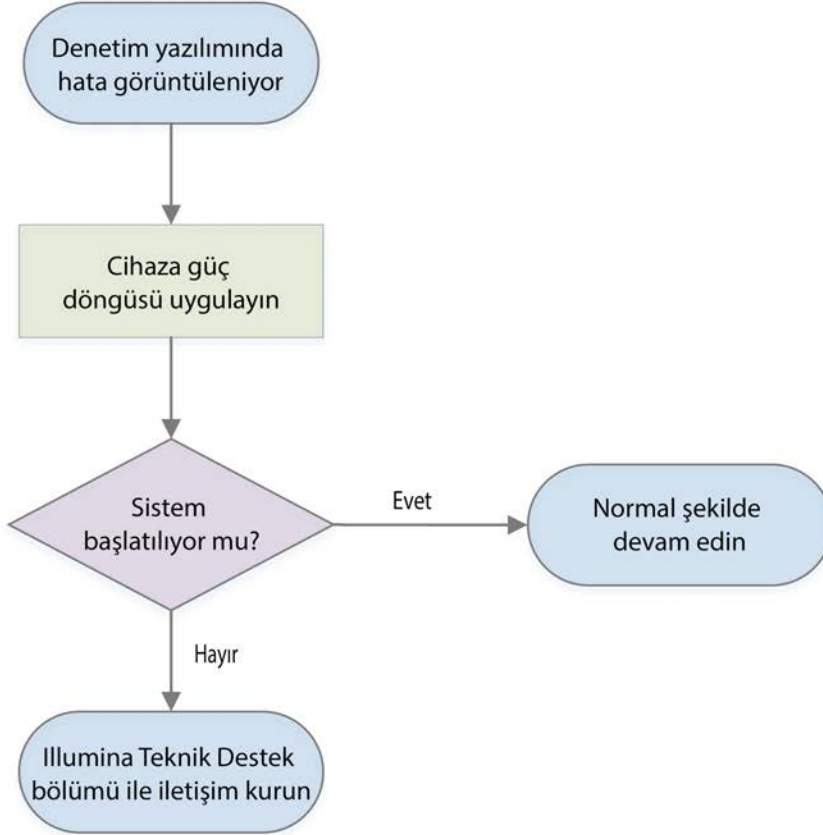 Denetim yazılımında
hata görüntüleniyor
Cihaza güç
döngüsü uygulayın
Sistem
başlatılıyor mu?
Evet
Normal şekilde
devam edin
Hayır
Illumina Teknik Destek
bölümü ile iletişim kurun